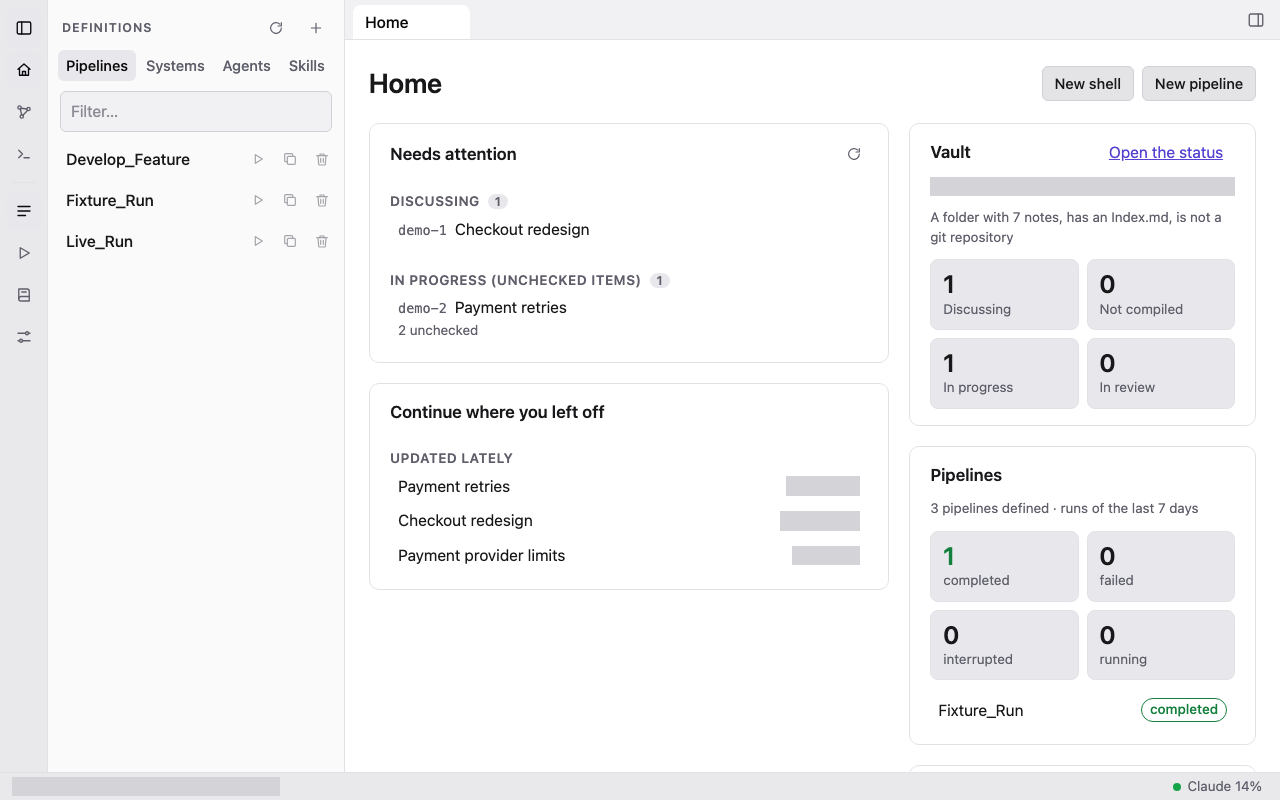 DEFINITIONS
Pipelines
Systems
Agents
Skills
Filter...
Develop_Feature
Fixture_Run
Live_Run
Home
Home
New shell
New pipeline
Needs attention
DISCUSSING 1
demo-1 Checkout redesign
IN PROGRESS (UNCHECKED ITEMS) 1
demo-2 Payment retries
2 unchecked
Continue where you left off
UPDATED LATELY
Payment retries
Checkout redesign
Payment provider limits
Vault
Open the status
A folder with 7 notes, has an Index.md, is not a
git repository
1
Discussing
0
Not compiled
1
In progress
0
In review
Pipelines
3 pipelines defined · runs of the last 7 days
1
completed
0
failed
0
interrupted
0
running
Fixture_Run
completed
Claude 14%